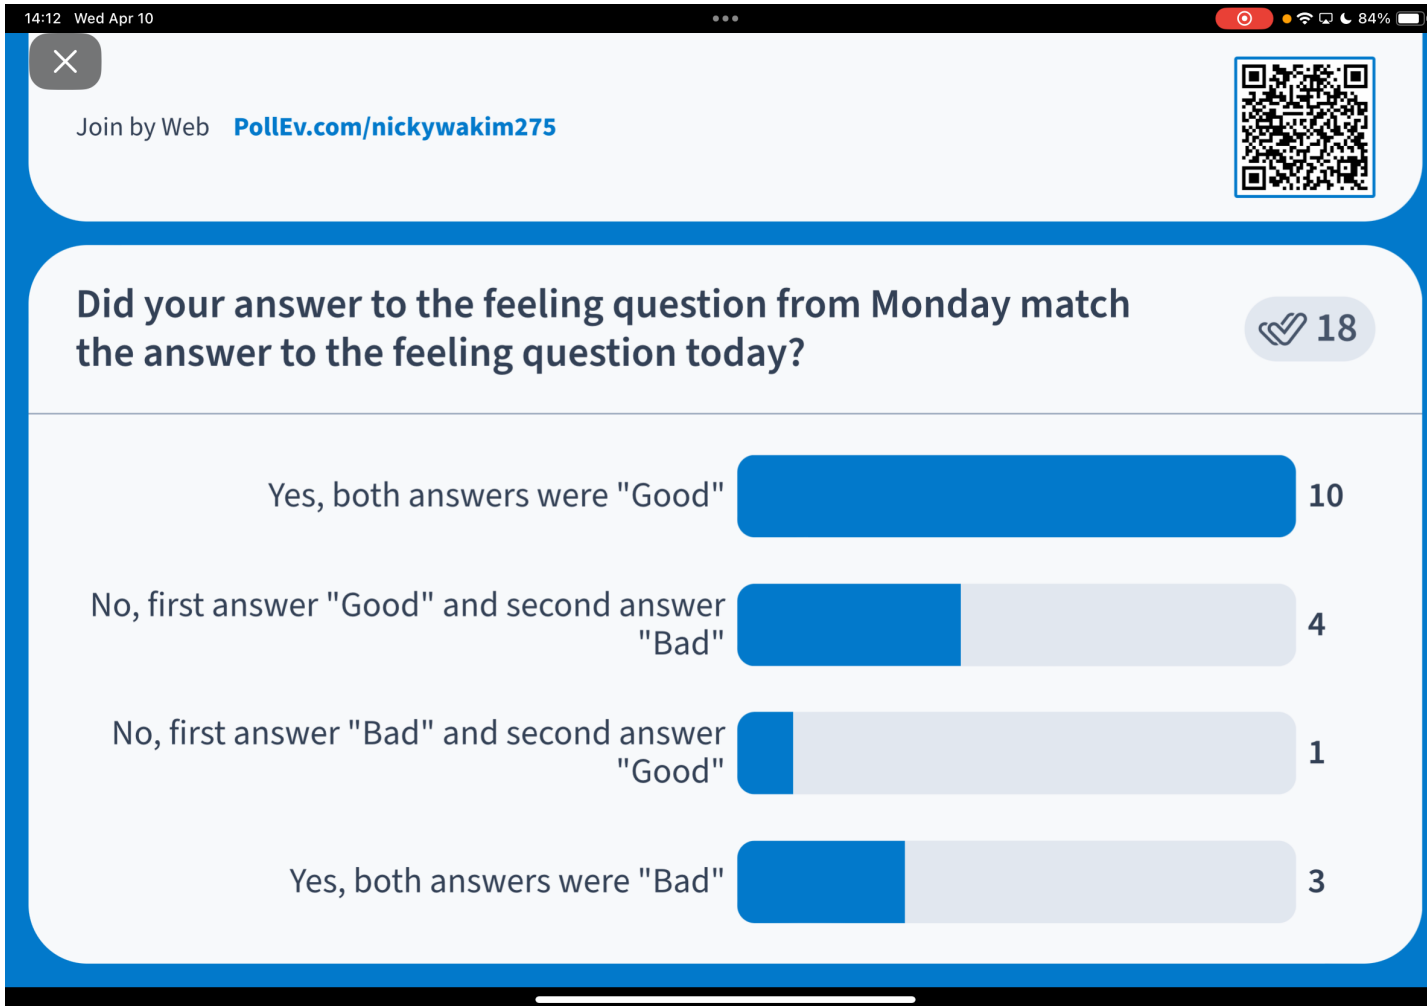 14:12 Wed Apr 10
84%
Join by Web PollEv.com/nickywakim275
Did your answer to the feeling question from Monday match
the answer to the feeling question today?
18
Yes, both answers were "Good"
10
No, first answer "Good" and second answer
"Bad"
4
No, first answer "Bad" and second answer
"Good"
1
Yes, both answers were "Bad"
3